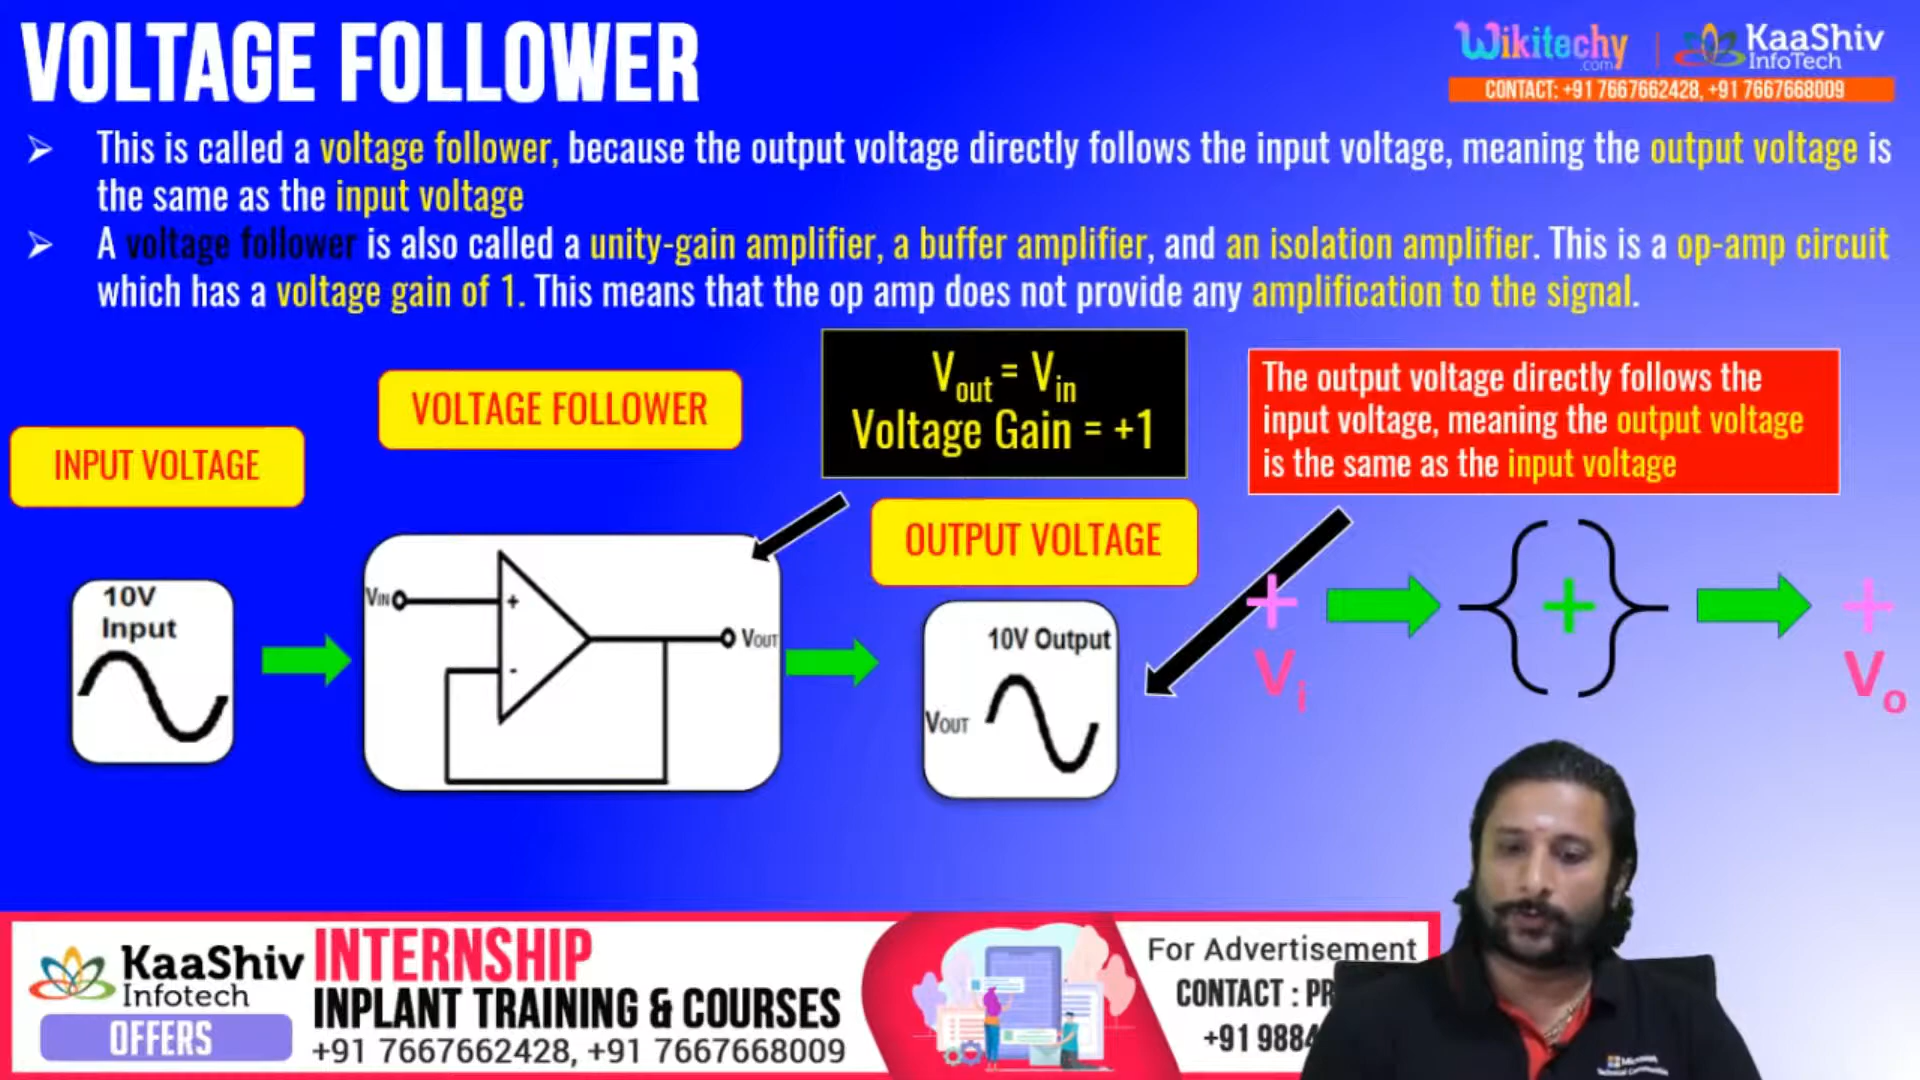 VOLTAGE FOLLOWER
Wikitechy
.com
KaaShiv
InfoTech
CONTACT: +91 7667662428, +91 7667668009
This is called a voltage follower, because the output voltage directly follows the input voltage, meaning the output voltage is
the same as the input voltage
A voltage follower is also called a unity-gain amplifier, a buffer amplifier, and an isolation amplifier. This is a op-amp circuit
which has a voltage gain of 1. This means that the op amp does not provide any amplification to the signal.
Vout = Vin
Voltage Gain = +1
The output voltage directly follows the
input voltage, meaning the output voltage
is the same as the input voltage
VOLTAGE FOLLOWER
INPUT VOLTAGE
OUTPUT VOLTAGE
10V
Input
VIN
+
-
VOUT
10V Output
VOUT
+
Vi
+
+
Vo
KaaShiv
Infotech
OFFERS
INTERNSHIP
INPLANT TRAINING & COURSES
+91 7667662428, +91 7667668009
For Advertisement
CONTACT : PR
+91 9884
Microsoft